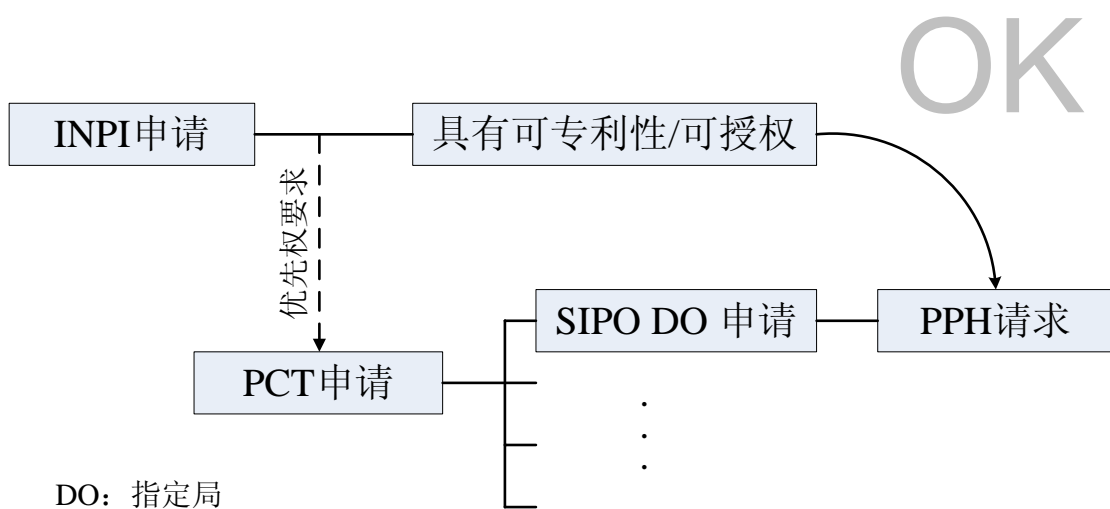 OK
INPI申请
具有可专利性/可授权
优先权要求
SIPO DO 申请
PPH请求
PCT申请
DO：指定局